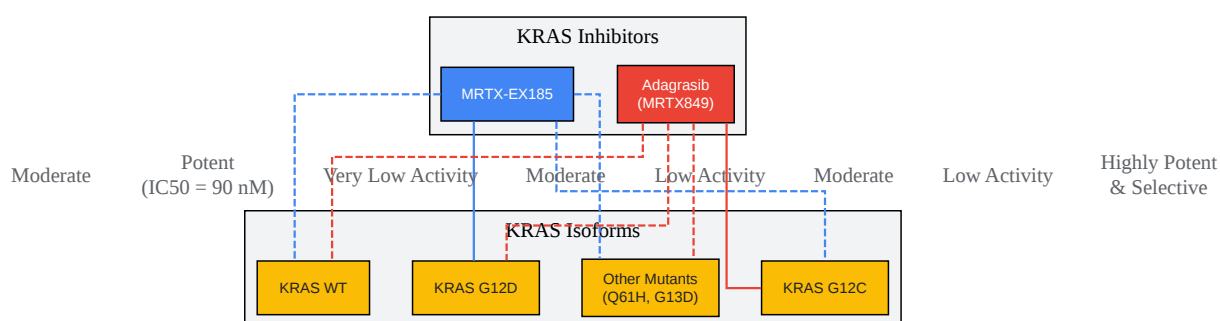 KRAS Inhibitors
MRTX-EX185
Adagrasib
(MRTX849)
Moderate
Potent
(IC50 = 90 nM)
Very Low Activity
Moderate
Low Activity
Moderate
Low Activity
Highly Potent
& Selective
KRAS Isoforms
KRAS WT
KRAS G12D
Other Mutants
(Q61H, G13D)
KRAS G12C